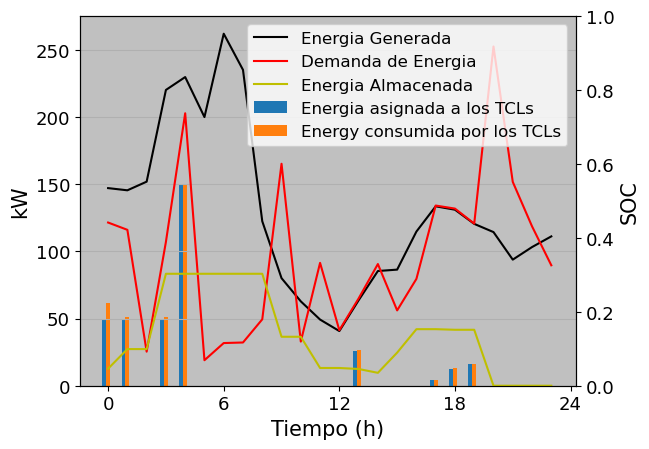 Energia Generada
Demanda de Energia
Energia Almacenada
Energia asignada a los TCLs
Energy consumida por los TCLs
kW
250
200
150
100
50
0
1.0
0.8
0.6
0.4
0.2
0.0
SOC
0 6 12 18 24
Tiempo (h)